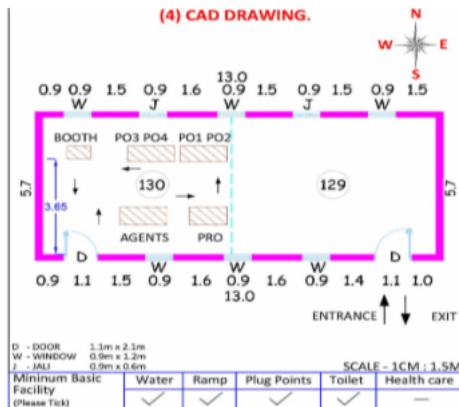 (4) CAD DRAWING.
N
W E
S
13.0
0.9 0.9 1.5 0.9 1.6 0.9 1.5 0.9 1.5 0.9 1.5
W J W J W
BOOTH PO3 PO4 PO1 PO2
5.7 3.65 130 129 5.7
AGENTS PRO
D W W W D
0.9 1.1 1.5 0.9 1.6 0.9 1.6 0.9 1.4 1.1 1.0
13.0
ENTRANCE EXIT
D - DOOR 1.1m x 2.1m
W - WINDOW 0.9m x 1.2m
J - JALI 0.9m x 0.6m
SCALE - 1CM : 1.5M
Mininum Basic Water Ramp Plug Points Toilet Health care
Facility
(Please Tick) ✓ ✓ ✓ ✓ —